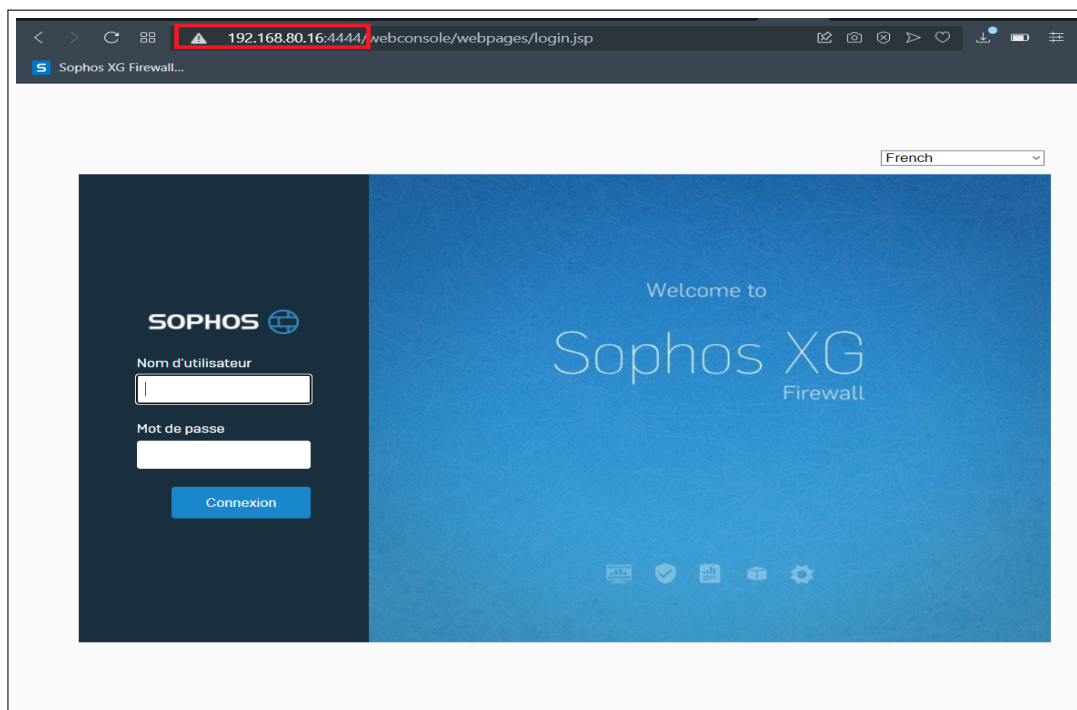 192.168.80.16:4444/webconsole/webpages/login.jsp
S Sophos XG Firewall...
French
Welcome to
Sophos XG
Firewall
SOPHOS
Nom d'utilisateur
Mot de passe
Connexion